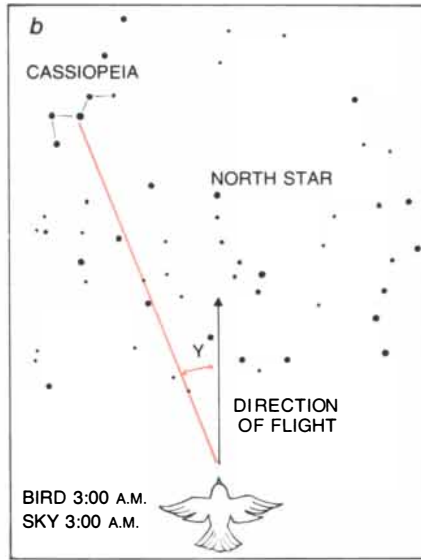 b
CASSIOPEIA
NORTH STAR
Y
DIRECTION
OF FLIGHT
BIRD 3:00 A.M.
SKY 3:00 A.M.